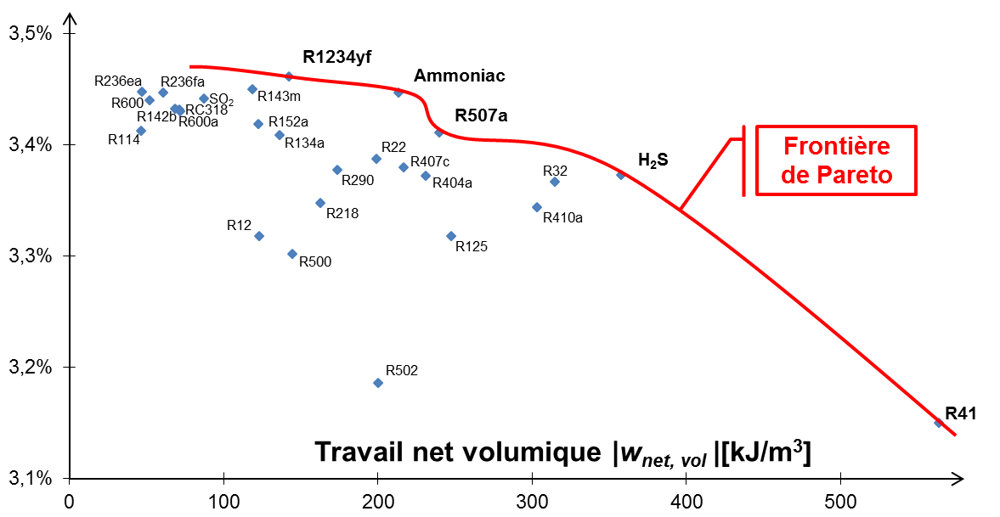 3,5%
R1234yf
Ammoniac
R236ea
R236fa
R600
SO2
R143m
R142b
RC318
R600a
R507a
R152a
3,4%
R114
R134a
Frontière
de Pareto
R22
R407c
H2S
R290
R404a
R32
R218
R410a
R12
3,3%
R500
R125
3,2%
R502
R41
Travail net volumique |wnet, vol |[kJ/m3]
3,1%
0
100
200
300
400
500